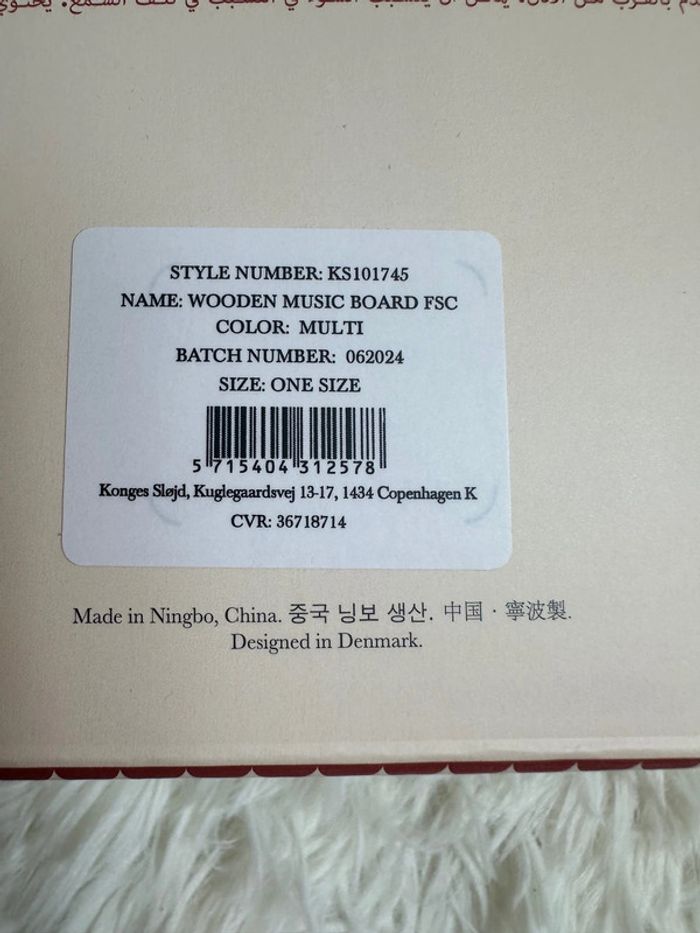 STYLE NUMBER: KS101745
NAME: WOODEN MUSIC BOARD FSC
COLOR: MULTI
BATCH NUMBER: 062024
SIZE: ONE SIZE
5 715404 312578
Konges Sløjd, Kuglegaardsvej 13-17, 1434 Copenhagen K
CVR: 36718714
Made in Ningbo, China. 중국 닝보 생산. 中国 · 寧波製.
Designed in Denmark.